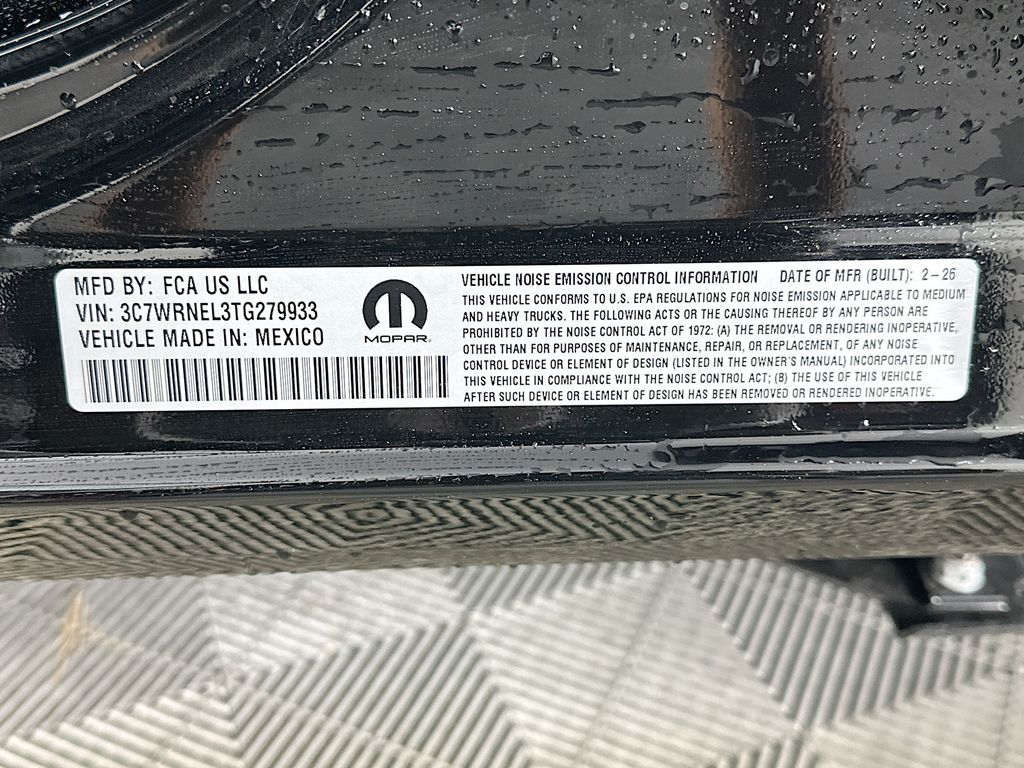 MFD BY: FCA US LLC
VIN: 3C7WRNEL3TG279933
VEHICLE MADE IN: MEXICO
MOPAR
VEHICLE NOISE EMISSION CONTROL INFORMATION DATE OF MFR (BUILT): 2-26
THIS VEHICLE CONFORMS TO U.S. EPA REGULATIONS FOR NOISE EMISSION APPLICABLE TO MEDIUM
AND HEAVY TRUCKS. THE FOLLOWING ACTS OR THE CAUSING THEREOF BY ANY PERSON ARE
PROHIBITED BY THE NOISE CONTROL ACT OF 1972: (A) THE REMOVAL OR RENDERING INOPERATIVE,
OTHER THAN FOR PURPOSES OF MAINTENANCE, REPAIR, OR REPLACEMENT, OF ANY NOISE
CONTROL DEVICE OR ELEMENT OF DESIGN (LISTED IN THE OWNER'S MANUAL) INCORPORATED INTO
THIS VEHICLE IN COMPLIANCE WITH THE NOISE CONTROL ACT; (B) THE USE OF THIS VEHICLE
AFTER SUCH DEVICE OR ELEMENT OF DESIGN HAS BEEN REMOVED OR RENDERED INOPERATIVE.